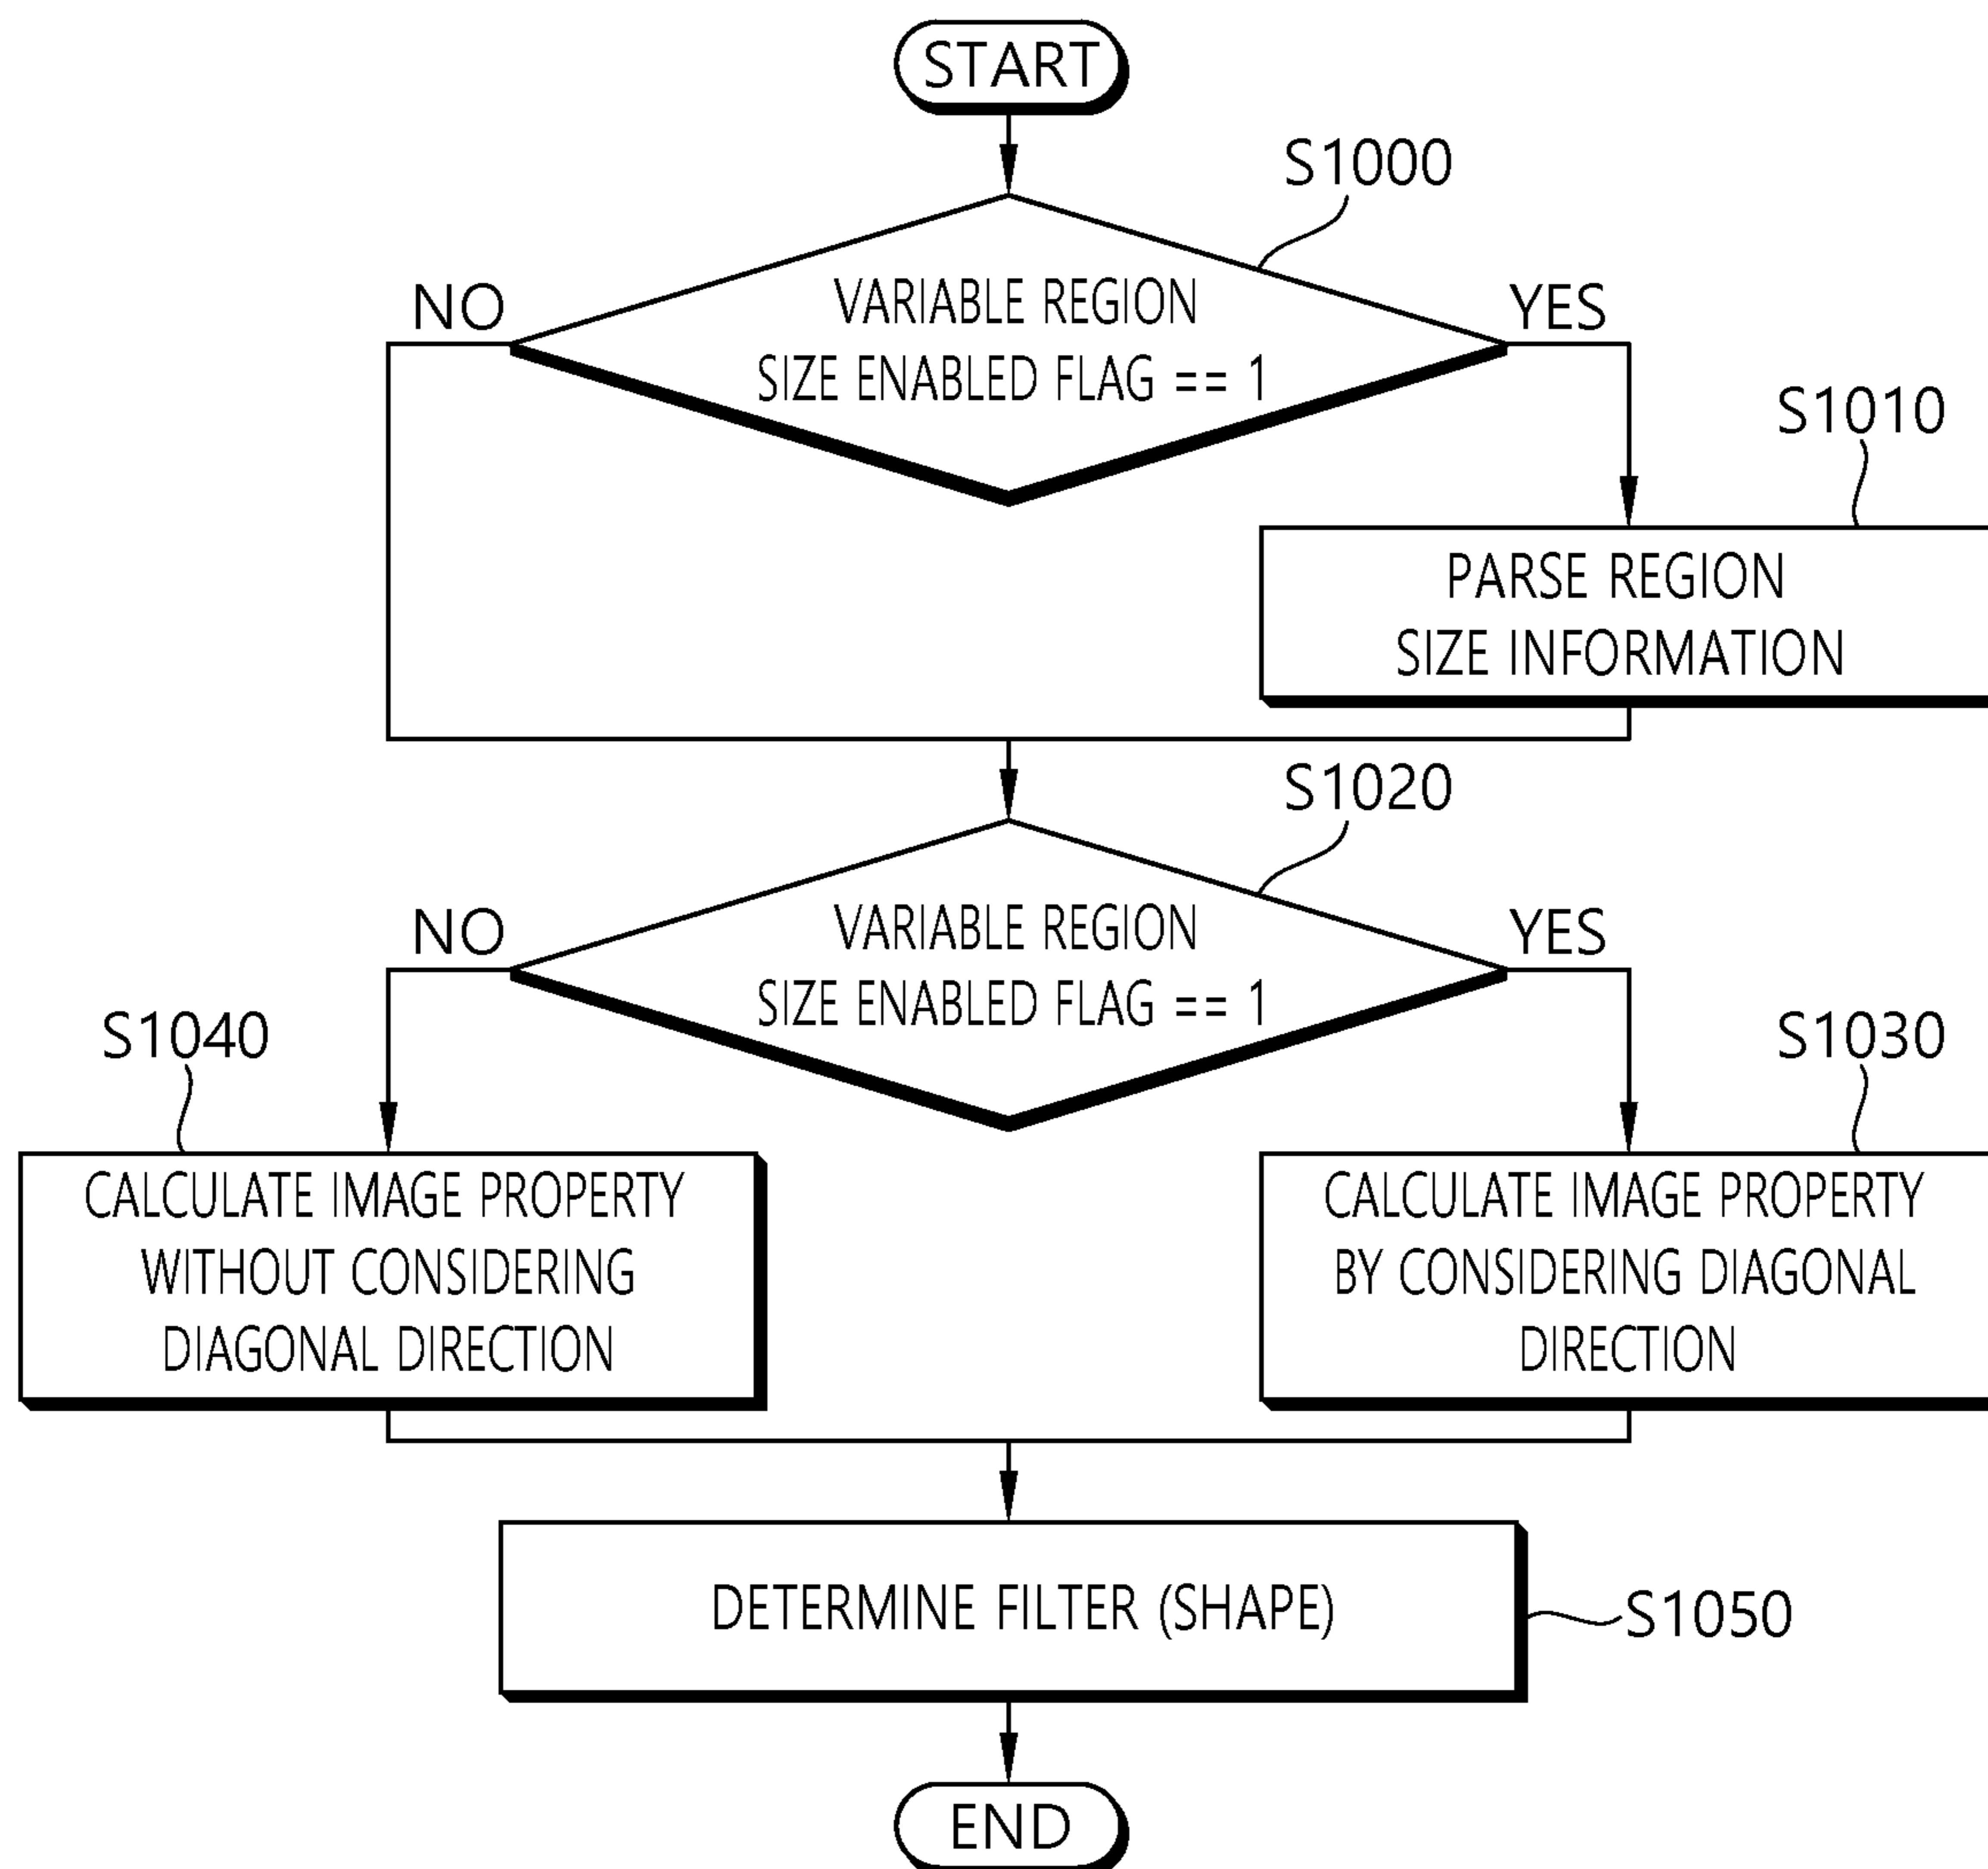 START
S1000
VARIABLE REGION
SIZE ENABLED FLAG == 1
NO
YES
S1010
PARSE REGION
SIZE INFORMATION
S1020
VARIABLE REGION
SIZE ENABLED FLAG == 1
NO
YES
S1040
CALCULATE IMAGE PROPERTY
WITHOUT CONSIDERING
DIAGONAL DIRECTION
S1030
CALCULATE IMAGE PROPERTY
BY CONSIDERING DIAGONAL
DIRECTION
DETERMINE FILTER (SHAPE)
S1050
END